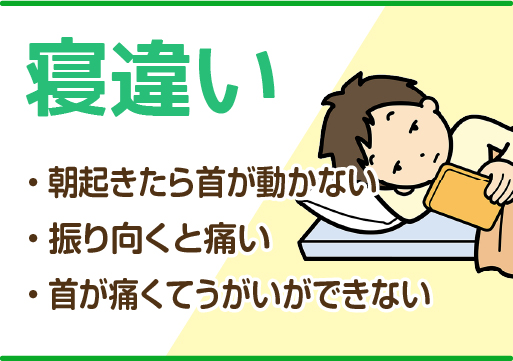 寝違い
・朝起きたら首が動かない
・振り向くと痛い
・首が痛くてうがいができない